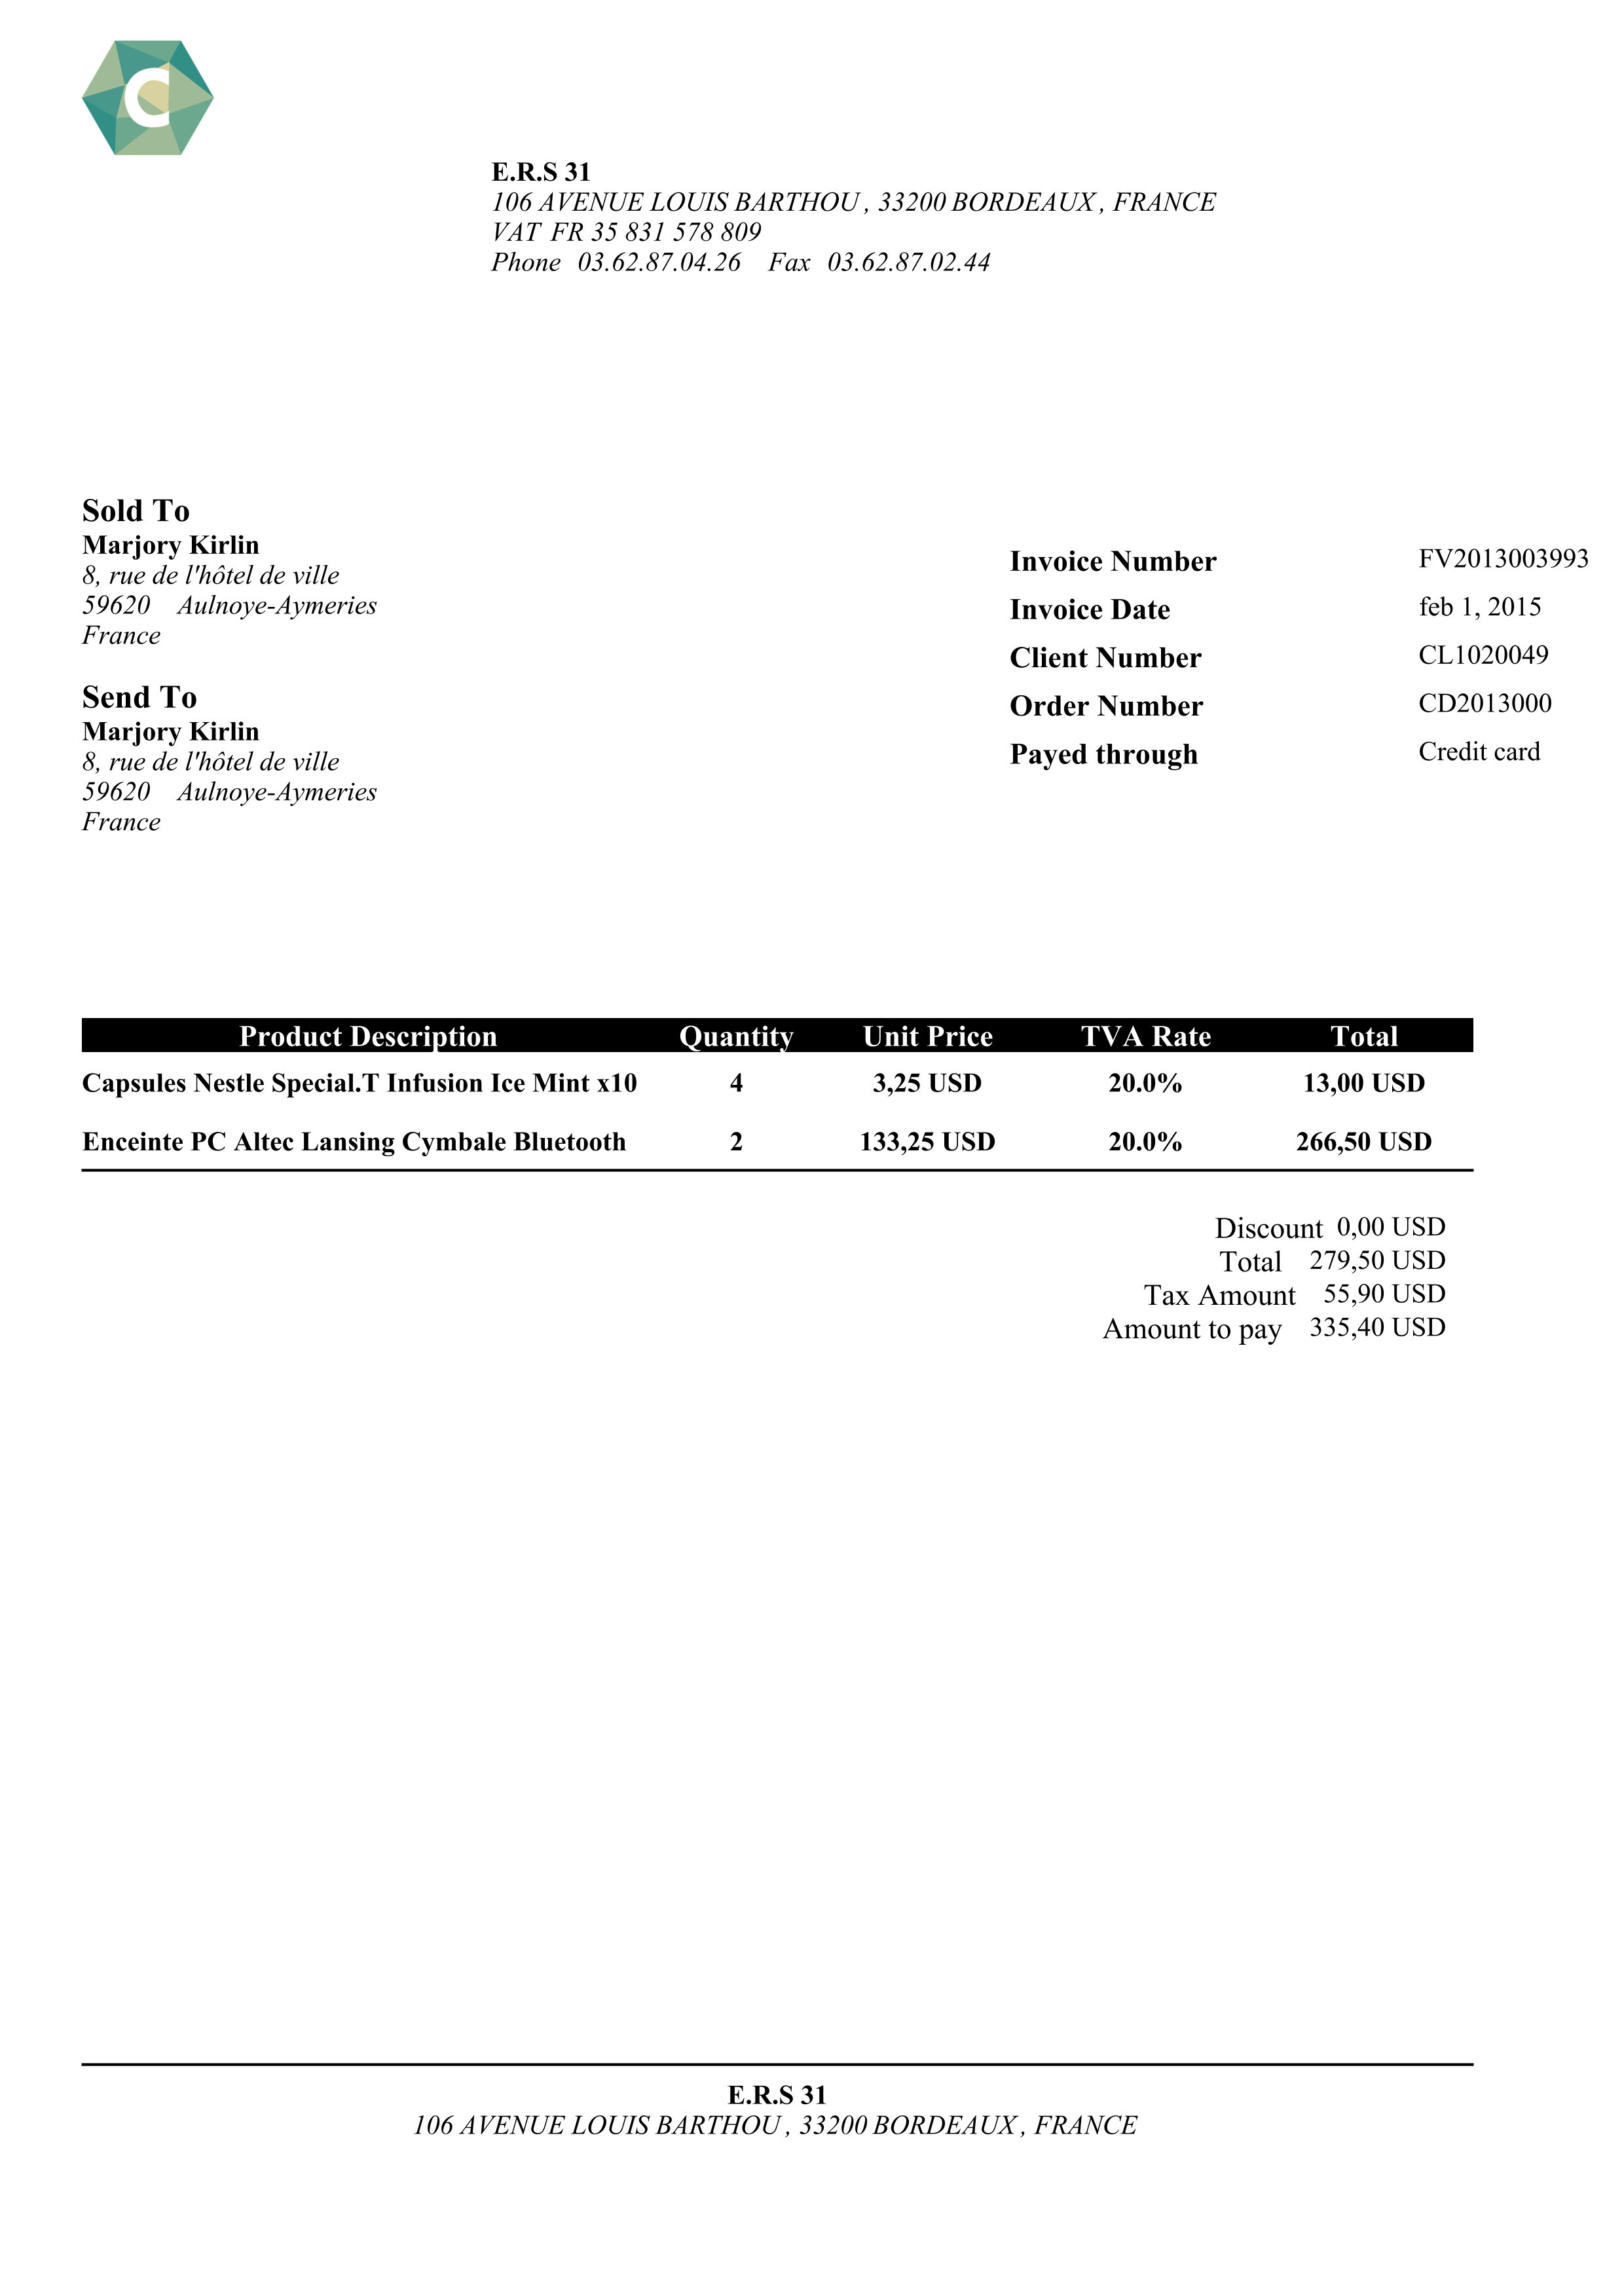 C
E.R.S 31
106 AVENUE LOUIS BARTHOU , 33200 BORDEAUX , FRANCE
VAT FR 35 831 578 809
Phone 03.62.87.04.26 Fax 03.62.87.02.44
Sold To
Marjory Kirlin
8, rue de l'hôtel de ville
59620 Aulnoye-Aymeries
France
Send To
Marjory Kirlin
8, rue de l'hôtel de ville
59620 Aulnoye-Aymeries
France
Invoice Number FV2013003993
Invoice Date feb 1, 2015
Client Number CL1020049
Order Number CD2013000
Payed through Credit card
Product Description Quantity Unit Price TVA Rate Total
Capsules Nestle Special.T Infusion Ice Mint x10 4 3,25 USD 20.0% 13,00 USD
Enceinte PC Altec Lansing Cymbale Bluetooth 2 133,25 USD 20.0% 266,50 USD
Discount 0,00 USD
Total 279,50 USD
Tax Amount 55,90 USD
Amount to pay 335,40 USD
E.R.S 31
106 AVENUE LOUIS BARTHOU , 33200 BORDEAUX , FRANCE